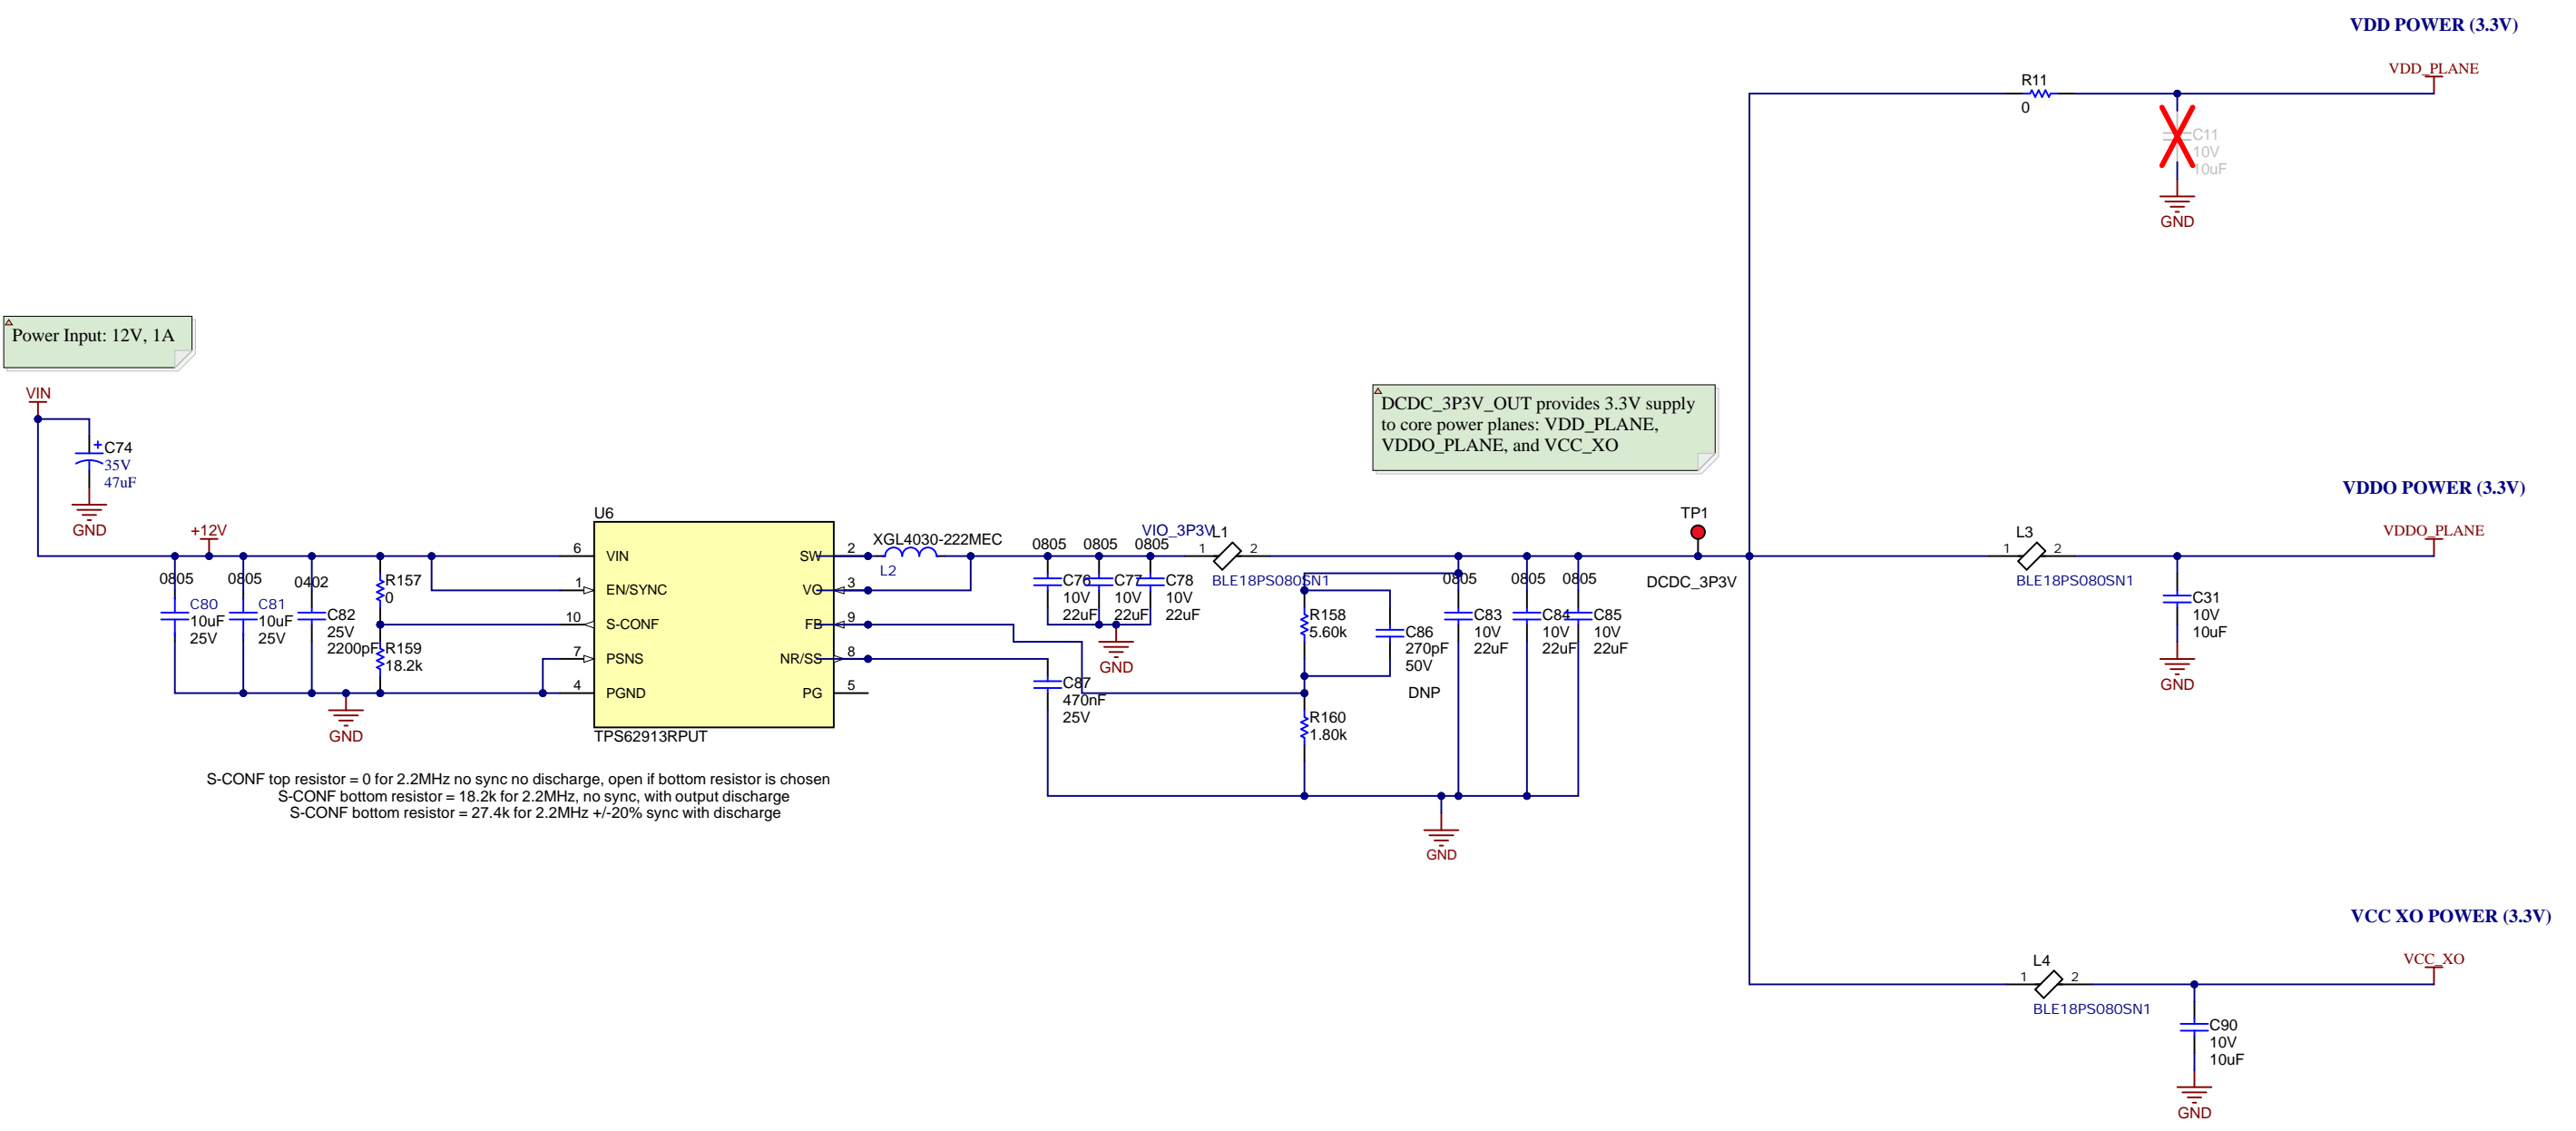 VDD POWER (3.3V)
VDD_PLANE
R11
0
C11
10V
10uF
GND
Power Input: 12V, 1A
VIN
C74
35V
47uF
GND
DCDC_3P3V_OUT provides 3.3V supply
to core power planes: VDD_PLANE,
VDDO_PLANE, and VCC_XO
+12V
0805
C80
10uF
25V
0805
C81
10uF
25V
0402
C82
25V
2200pF
R157
0
R159
18.2k
GND
U6
6 VIN
1 EN/SYNC
10 S-CONF
7 PSNS
4 PGND
SW 2
VO 3
FB 9
NR/SS 8
PG 5
TPS62913RPUT
XGL4030-222MEC
L2
0805 0805 0805
C76
10V
22uF
C77
10V
22uF
C78
10V
22uF
GND
VIO_3P3V
L1
1 2
BLE18PS080SN1
C87
470nF
25V
R158
5.60k
C86
270pF
50V
DNP
R160
1.80k
0805 0805 0805
C83
10V
22uF
C84
10V
22uF
C85
10V
22uF
GND
TP1
DCDC_3P3V
VDDO POWER (3.3V)
VDDO_PLANE
L3
1 2
BLE18PS080SN1
C31
10V
10uF
GND
S-CONF top resistor = 0 for 2.2MHz no sync no discharge, open if bottom resistor is chosen
S-CONF bottom resistor = 18.2k for 2.2MHz, no sync, with output discharge
S-CONF bottom resistor = 27.4k for 2.2MHz +/-20% sync with discharge
VCC XO POWER (3.3V)
VCC_XO
L4
1 2
BLE18PS080SN1
C90
10V
10uF
GND